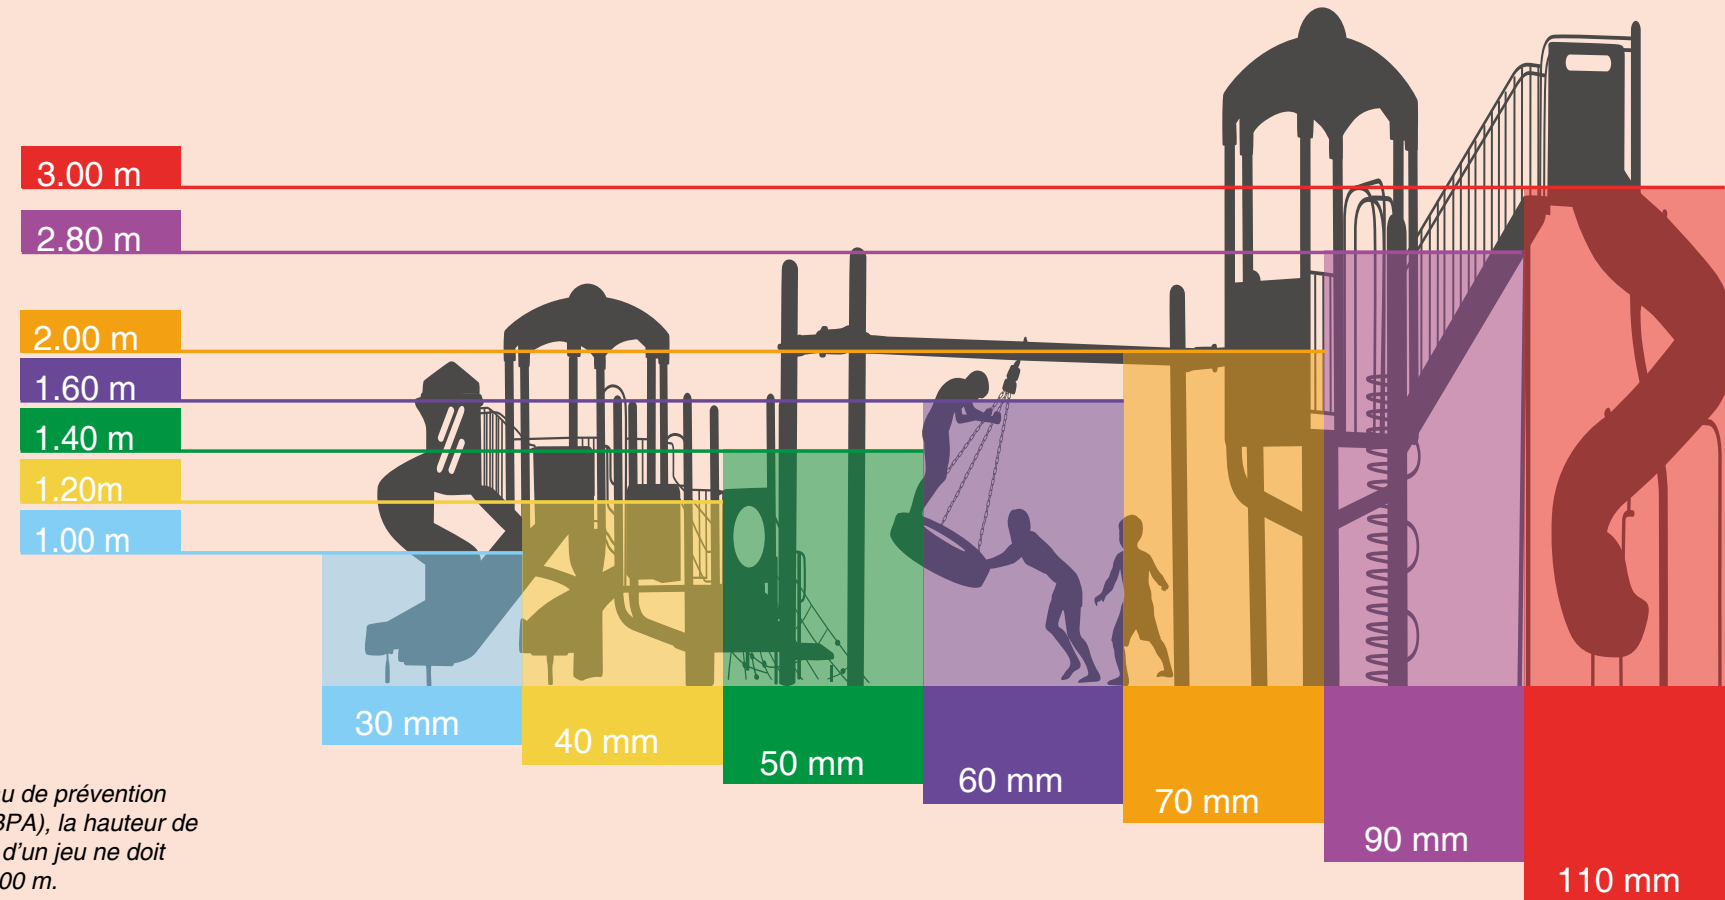 3.00 m
2.80 m
2.00 m
1.60 m
1.40 m
1.20m
1.00 m
30 mm
40 mm
50 mm
60 mm
70 mm
90 mm
110 mm
de prévention
la hauteur de
d'un jeu ne doit
m.